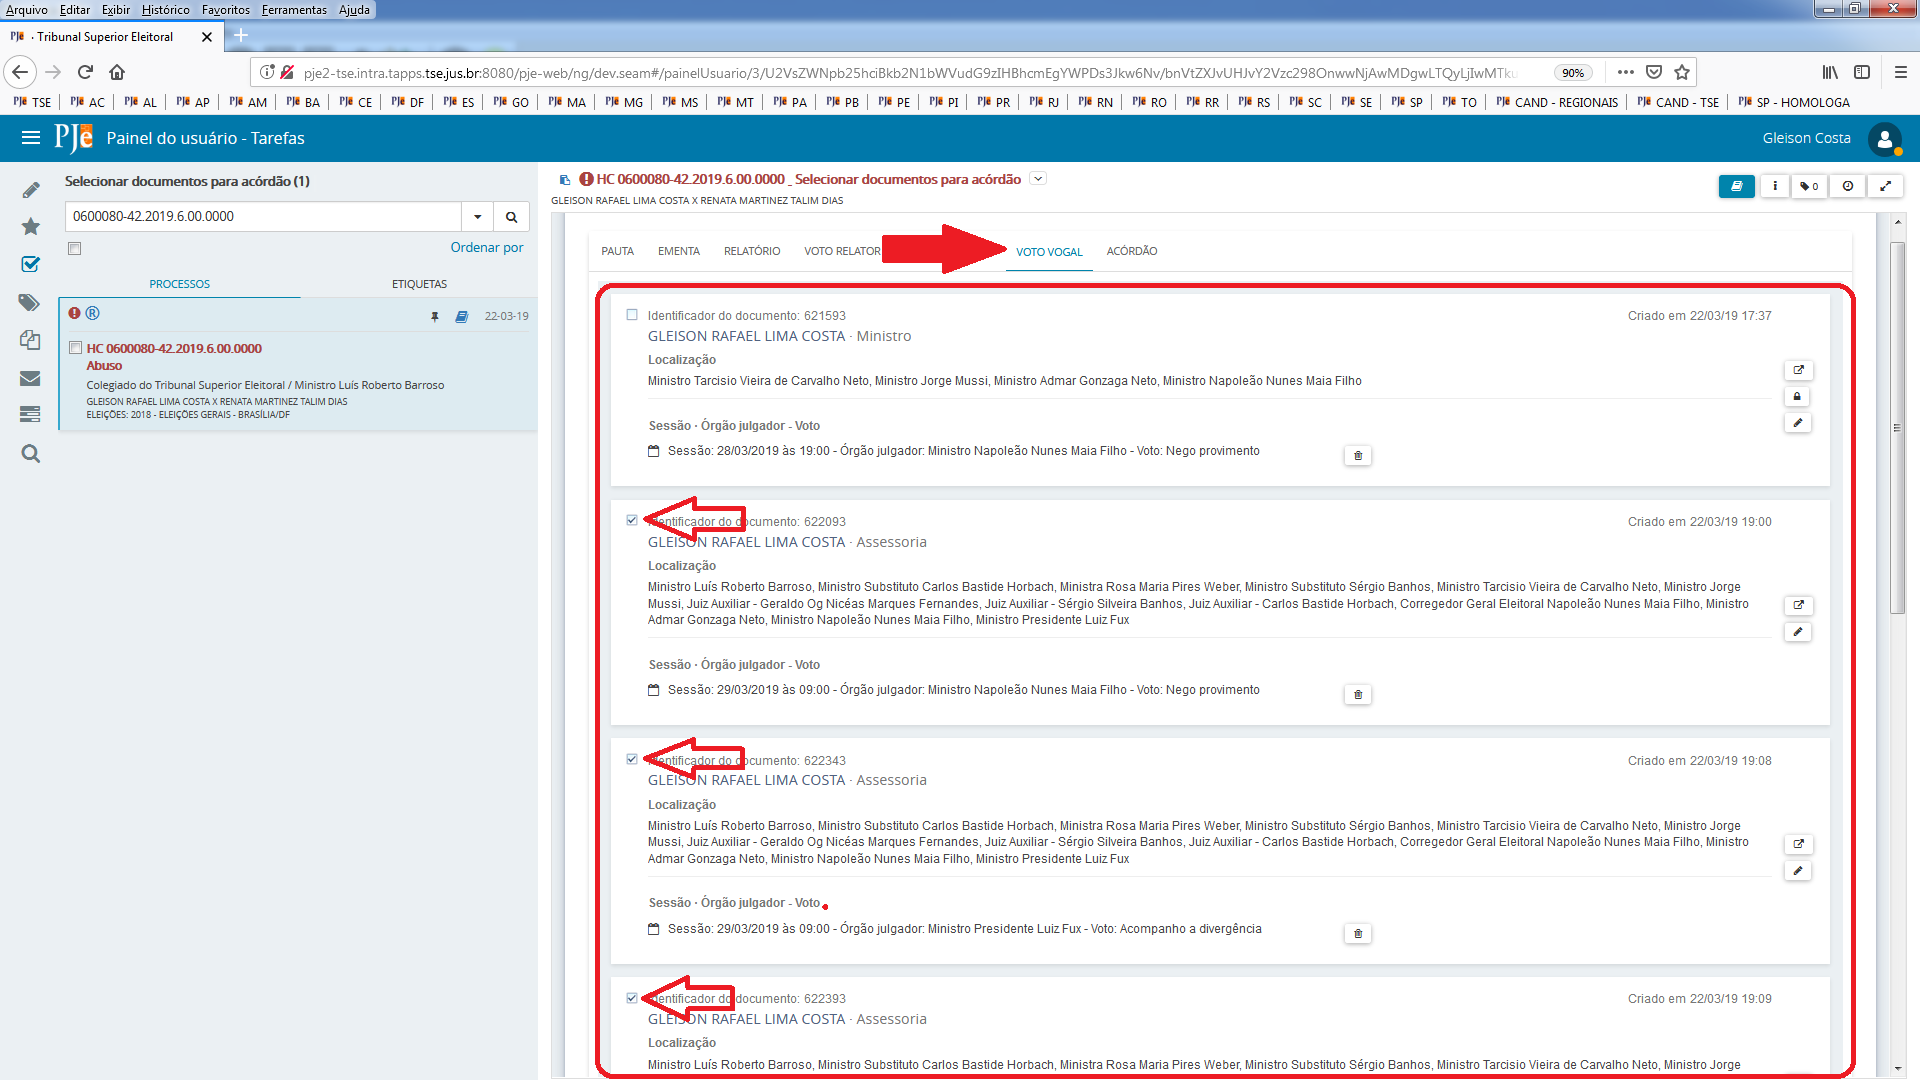 Arquivo Editar Exibir Histórico Favoritos Ferramentas Ajuda
PJe · Tribunal Superior Eleitoral
pje2-tse.intra.tapps.tse.jus.br:8080/pje-web/ng/dev.seam#/painelUsuario/3/U2VsZWNpb25hciBkb2N1bWVudG9zIHBhcmEgYWPDs3Jkw6Nv/bnVtZXJvUHJvY2Vzc298OnwwNjAwMDgwLTQyLjIwMTku 90%
PJe TSE PJe AC PJe AL PJe AP PJe AM PJe BA PJe CE PJe DF PJe ES PJe GO PJe MA PJe MG PJe MS PJe MT PJe PA PJe PB PJe PE PJe PI PJe PR PJe RJ PJe RN PJe RO PJe RR PJe RS PJe SC PJe SE PJe SP PJe TO PJe CAND - REGIONAIS PJe CAND - TSE PJe SP - HOMOLOGA
PJe Painel do usuário - Tarefas
Gleison Costa
Selecionar documentos para acórdão (1)
0600080-42.2019.6.00.0000
Ordenar por
PROCESSOS ETIQUETAS
R 22-03-19
HC 0600080-42.2019.6.00.0000
Abuso
Colegiado do Tribunal Superior Eleitoral / Ministro Luís Roberto Barroso
GLEISON RAFAEL LIMA COSTA X RENATA MARTINEZ TALIM DIAS
ELEIÇÕES: 2018 - ELEIÇÕES GERAIS - BRASÍLIA/DF
HC 0600080-42.2019.6.00.0000 _ Selecionar documentos para acórdão
0
GLEISON RAFAEL LIMA COSTA X RENATA MARTINEZ TALIM DIAS
PAUTA EMENTA RELATÓRIO VOTO RELATOR VOTO VOGAL ACÓRDÃO
Identificador do documento: 621593 Criado em 22/03/19 17:37
GLEISON RAFAEL LIMA COSTA · Ministro
Localização
Ministro Tarcisio Vieira de Carvalho Neto, Ministro Jorge Mussi, Ministro Admar Gonzaga Neto, Ministro Napoleão Nunes Maia Filho
Sessão · Órgão julgador - Voto
Sessão: 28/03/2019 às 19:00 - Órgão julgador: Ministro Napoleão Nunes Maia Filho - Voto: Nego provimento
Identificador do documento: 622093 Criado em 22/03/19 19:00
GLEISON RAFAEL LIMA COSTA · Assessoria
Localização
Ministro Luís Roberto Barroso, Ministro Substituto Carlos Bastide Horbach, Ministra Rosa Maria Pires Weber, Ministro Substituto Sérgio Banhos, Ministro Tarcisio Vieira de Carvalho Neto, Ministro Jorge
Mussi, Juiz Auxiliar - Geraldo Og Nicéas Marques Fernandes, Juiz Auxiliar - Sérgio Silveira Banhos, Juiz Auxiliar - Carlos Bastide Horbach, Corregedor Geral Eleitoral Napoleão Nunes Maia Filho, Ministro
Admar Gonzaga Neto, Ministro Napoleão Nunes Maia Filho, Ministro Presidente Luiz Fux
Sessão · Órgão julgador - Voto
Sessão: 29/03/2019 às 09:00 - Órgão julgador: Ministro Napoleão Nunes Maia Filho - Voto: Nego provimento
Identificador do documento: 622343 Criado em 22/03/19 19:08
GLEISON RAFAEL LIMA COSTA · Assessoria
Localização
Ministro Luís Roberto Barroso, Ministro Substituto Carlos Bastide Horbach, Ministra Rosa Maria Pires Weber, Ministro Substituto Sérgio Banhos, Ministro Tarcisio Vieira de Carvalho Neto, Ministro Jorge
Mussi, Juiz Auxiliar - Geraldo Og Nicéas Marques Fernandes, Juiz Auxiliar - Sérgio Silveira Banhos, Juiz Auxiliar - Carlos Bastide Horbach, Corregedor Geral Eleitoral Napoleão Nunes Maia Filho, Ministro
Admar Gonzaga Neto, Ministro Napoleão Nunes Maia Filho, Ministro Presidente Luiz Fux
Sessão · Órgão julgador - Voto
Sessão: 29/03/2019 às 09:00 - Órgão julgador: Ministro Presidente Luiz Fux - Voto: Acompanho a divergência
Identificador do documento: 622393 Criado em 22/03/19 19:09
GLEISON RAFAEL LIMA COSTA · Assessoria
Localização
Ministro Luís Roberto Barroso, Ministro Substituto Carlos Bastide Horbach, Ministra Rosa Maria Pires Weber, Ministro Substituto Sérgio Banhos, Ministro Tarcisio Vieira de Carvalho Neto, Ministro Jorge